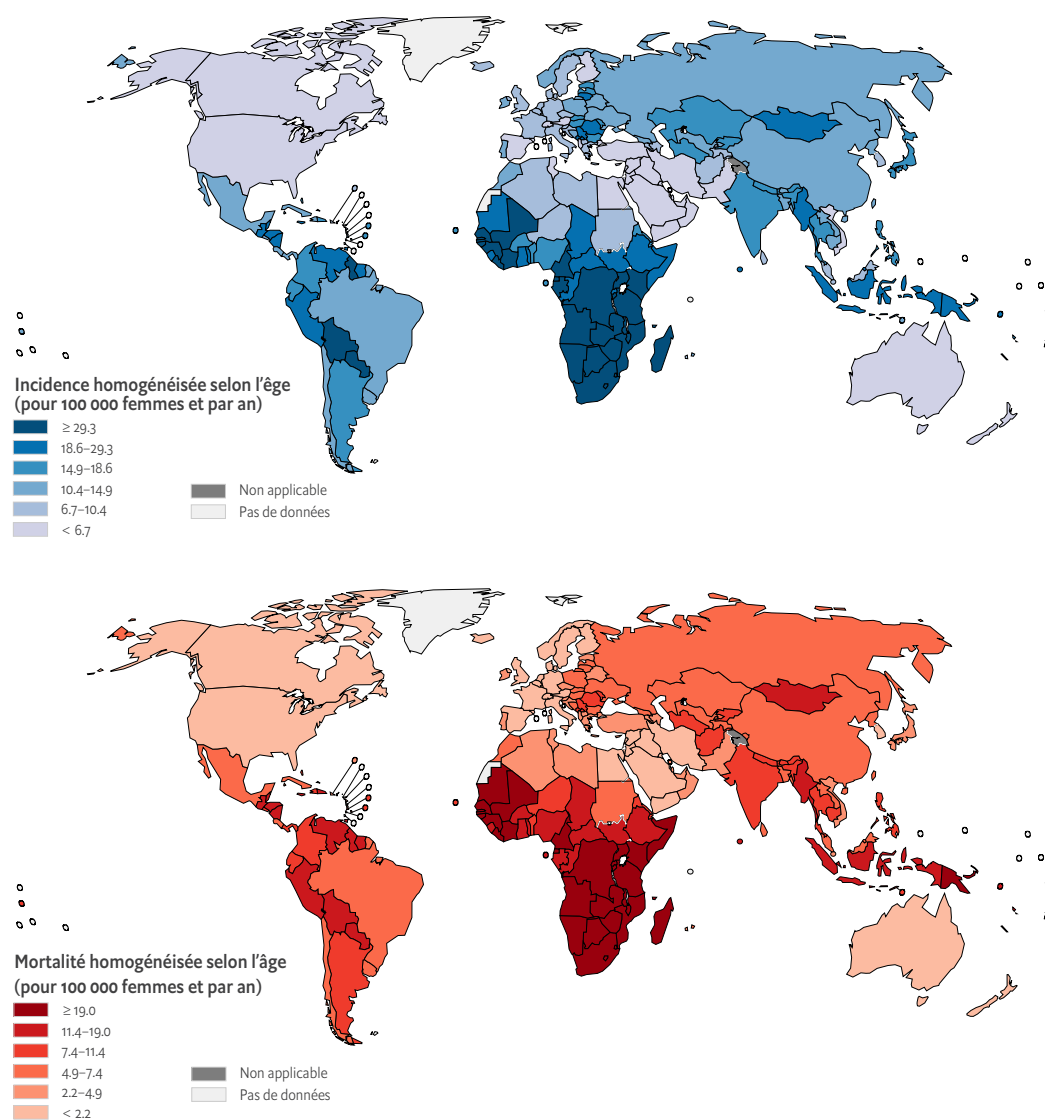 Incidence homogénéisée selon l'êge
(pour 100 000 femmes et par an)
≥ 29.3
18.6–29.3
14.9–18.6
10.4–14.9
6.7–10.4
< 6.7
Non applicable
Pas de données
Mortalité homogénéisée selon l'âge
(pour 100 000 femmes et par an)
≥ 19.0
11.4–19.0
7.4–11.4
4.9–7.4
2.2–4.9
< 2.2
Non applicable
Pas de données